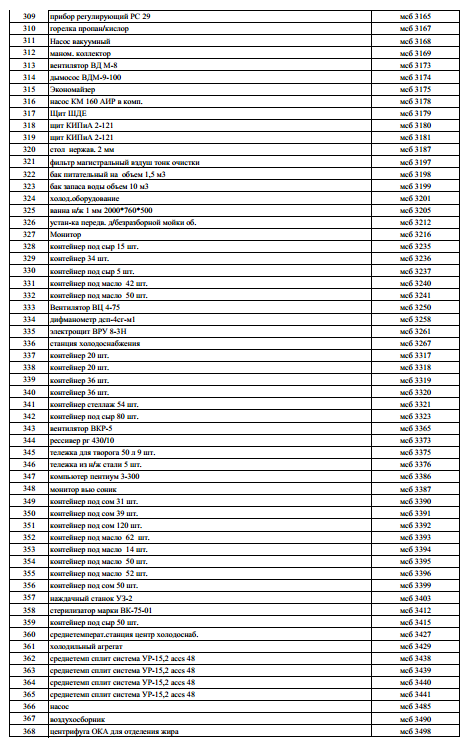 309 прибор регулирующий РС 29 мсб 3165
310 горелка пропан/кислор мсб 3167
311 Насос вакуумный мсб 3168
312 маном. коллектор мсб 3169
313 вентилятор ВД М-8 мсб 3173
314 дымосос ВДМ-9-100 мсб 3174
315 Экономайзер мсб 3175
316 насос КМ 160 АИР в комп. мсб 3178
317 Щит ЩДЕ мсб 3179
318 щит КИПиА 2-121 мсб 3180
319 щит КИПиА 2-121 мсб 3181
320 стол нержав. 2 мм мсб 3187
321 фильтр магистральный вздуш тонк очистки мсб 3197
322 бак питательный на объем 1,5 м3 мсб 3198
323 бак запаса воды объем 10 м3 мсб 3199
324 холод.оборудование мсб 3201
325 ванна н/ж 1 мм 2000*760*500 мсб 3205
326 устан-ка передв. д/безразборной мойки об. мсб 3212
327 Монитор мсб 3216
328 контейнер под сыр 15 шт. мсб 3235
329 контейнер 34 шт. мсб 3236
330 контейнер под сыр 5 шт. мсб 3237
331 контейнер под масло 42 шт. мсб 3240
332 контейнер под масло 50 шт. мсб 3241
333 Вентилятор ВЦ 4-75 мсб 3250
334 дифманометр дсп-4сг-м1 мсб 3258
335 электрощит ВРУ 8-3Н мсб 3261
336 станция холодоснабжения мсб 3267
337 контейнер 20 шт. мсб 3317
338 контейнер 20 шт. мсб 3318
339 контейнер 36 шт. мсб 3319
340 контейнер 36 шт. мсб 3320
341 контейнер стеллаж 54 шт. мсб 3321
342 контейнер под сыр 80 шт. мсб 3323
343 вентилятор ВКР-5 мсб 3365
344 рессивер рг 430/10 мсб 3373
345 тележка для творога 50 л 9 шт. мсб 3375
346 тележка из н/ж стали 5 шт. мсб 3376
347 компьютер пентиум 3-300 мсб 3386
348 монитор вью соник мсб 3387
349 контейнер под сом 31 шт. мсб 3390
350 контейнер под сом 39 шт. мсб 3391
351 контейнер под сом 120 шт. мсб 3392
352 контейнер под масло 62 шт. мсб 3393
353 контейнер под масло 14 шт. мсб 3394
354 контейнер под масло 50 шт. мсб 3395
355 контейнер под масло 52 шт. мсб 3396
356 контейнер под сом 50 шт. мсб 3399
357 наждачный станок УЗ-2 мсб 3403
358 стерилизатор марки ВК-75-01 мсб 3412
359 контейнер под сыр 50 шт. мсб 3415
360 среднетемперат.станция центр холодоснаб. мсб 3427
361 холодильный агрегат мсб 3429
362 среднетемп сплит система УР-15,2 accs 48 мсб 3438
363 среднетемп сплит система УР-15,2 accs 48 мсб 3439
364 среднетемп сплит система УР-15,2 accs 48 мсб 3440
365 среднетемп сплит система УР-15,2 accs 48 мсб 3441
366 насос мсб 3485
367 воздухосборник мсб 3490
368 центрифуга ОКА для отделения жира мсб 3498